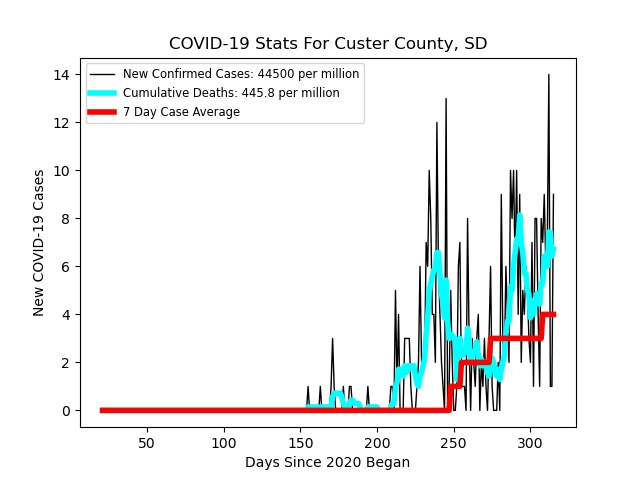 COVID-19 Stats For Custer County, SD
New Confirmed Cases: 44500 per million
Cumulative Deaths: 445.8 per million
7 Day Case Average
New COVID-19 Cases
14
12
10
8
6
4
2
0
50 100 150 200 250 300
Days Since 2020 Began